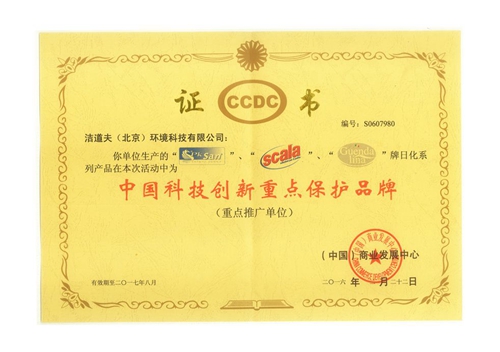 证 CCDC 书
编号: S0607980
洁道夫（北京）环境科技有限公司：
你单位生产的“ ”、“scala”、“ ”牌日化系
列产品在本次活动中为
中国科技创新重点保护品牌
（重点推广单位）
（中国）商业发展中心
有效期至二〇一七年八月
二〇一六 年 月二十二日